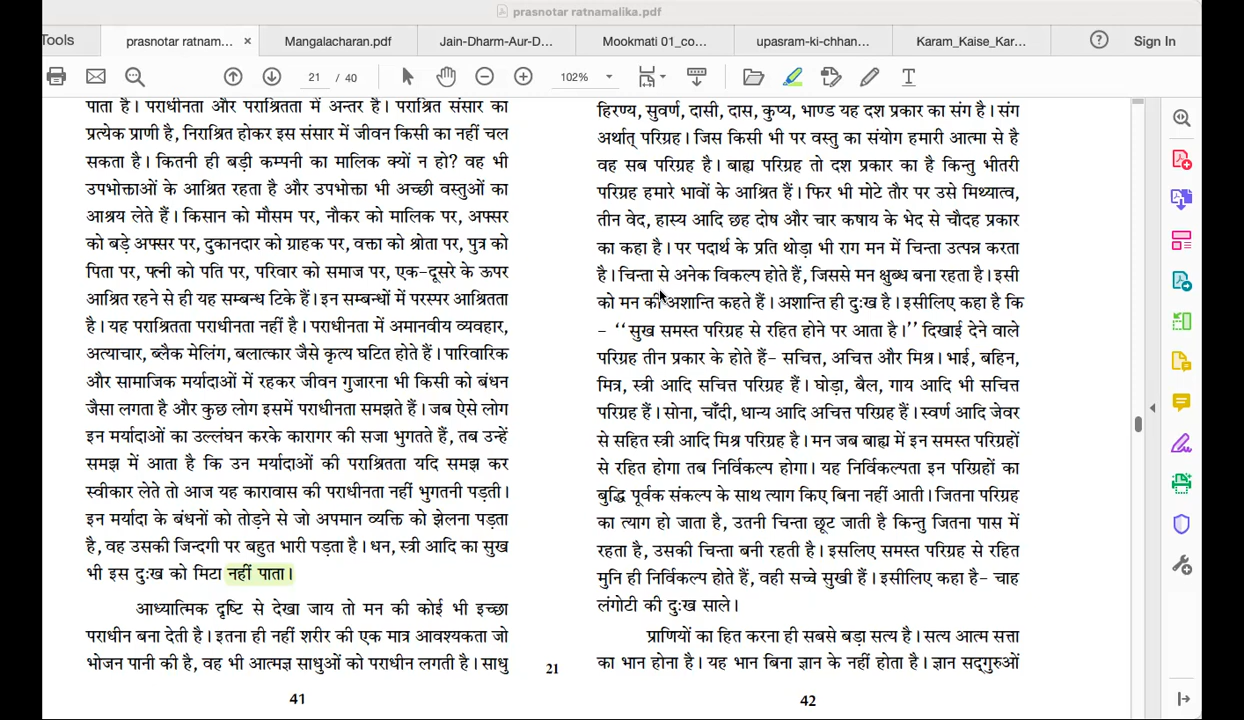 prasnotar ratnamalika.pdf
Tools
prasnotar ratnam... ×
Mangalacharan.pdf
Jain-Dharm-Aur-D...
Mookmati 01_co...
upasram-ki-chhan...
Karam_Kaise_Kar...
Sign In
21 / 40
102%
पाता है। पराधीनता और पराश्रितता में अन्तर है। पराश्रित संसार का
प्रत्येक प्राणी है, निराश्रित होकर इस संसार में जीवन किसी का नहीं चल
सकता है। कितनी ही बड़ी कम्पनी का मालिक क्यों न हो? वह भी
उपभोक्ताओं के आश्रित रहता है और उपभोक्ता भी अच्छी वस्तुओं का
आश्रय लेते हैं। किसान को मौसम पर, नौकर को मालिक पर, अफ्सर
को बड़े अफ्सर पर, दुकानदार को ग्राहक पर, वक्ता को श्रोता पर, पुत्र को
पिता पर, पत्नी को पति पर, परिवार को समाज पर, एक-दूसरे के ऊपर
आश्रित रहने से ही यह सम्बन्ध टिके हैं। इन सम्बन्धों में परस्पर आश्रितता
है। यह पराश्रितता पराधीनता नहीं है। पराधीनता में अमानवीय व्यवहार,
अत्याचार, ब्लैक मेलिंग, बलात्कार जैसे कृत्य घटित होते हैं। पारिवारिक
और सामाजिक मर्यादाओं में रहकर जीवन गुजारना भी किसी को बंधन
जैसा लगता है और कुछ लोग इसमें पराधीनता समझते हैं। जब ऐसे लोग
इन मर्यादाओं का उल्लंघन करके कारागर की सजा भुगतते हैं, तब उन्हें
समझ में आता है कि उन मर्यादाओं की पराश्रितता यदि समझ कर
स्वीकार लेते तो आज यह कारावास की पराधीनता नहीं भुगतनी पड़ती।
इन मर्यादा के बंधनों को तोड़ने से जो अपमान व्यक्ति को झेलना पड़ता
है, वह उसकी जिन्दगी पर बहुत भारी पड़ता है। धन, स्त्री आदि का सुख
भी इस दुःख को मिटा नहीं पाता।
आध्यात्मिक दृष्टि से देखा जाय तो मन की कोई भी इच्छा
पराधीन बना देती है। इतना ही नहीं शरीर की एक मात्र आवश्यकता जो
भोजन पानी की है, वह भी आत्मज्ञ साधुओं को पराधीन लगती है। साधु
41
21
हिरण्य, सुवर्ण, दासी, दास, कुप्य, भाण्ड यह दश प्रकार का संग है। संग
अर्थात् परिग्रह। जिस किसी भी पर वस्तु का संयोग हमारी आत्मा से है
वह सब परिग्रह है। बाह्य परिग्रह तो दश प्रकार का है किन्तु भीतरी
परिग्रह हमारे भावों के आश्रित हैं। फिर भी मोटे तौर पर उसे मिथ्यात्व,
तीन वेद, हास्य आदि छह दोष और चार कषाय के भेद से चौदह प्रकार
का कहा है। पर पदार्थ के प्रति थोड़ा भी राग मन में चिन्ता उत्पन्न करता
है। चिन्ता से अनेक विकल्प होते हैं, जिससे मन क्षुब्ध बना रहता है। इसी
को मन की अशान्ति कहते हैं। अशान्ति ही दुःख है। इसीलिए कहा है कि
- ‘‘सुख समस्त परिग्रह से रहित होने पर आता है।’’ दिखाई देने वाले
परिग्रह तीन प्रकार के होते हैं- सचित्त, अचित्त और मिश्र। भाई, बहिन,
मित्र, स्त्री आदि सचित्त परिग्रह हैं। घोड़ा, बैल, गाय आदि भी सचित्त
परिग्रह हैं। सोना, चाँदी, धान्य आदि अचित्त परिग्रह हैं। स्वर्ण आदि जेवर
से सहित स्त्री आदि मिश्र परिग्रह है। मन जब बाह्य में इन समस्त परिग्रहों
से रहित होगा तब निर्विकल्प होगा। यह निर्विकल्पता इन परिग्रहों का
बुद्धि पूर्वक संकल्प के साथ त्याग किए बिना नहीं आती। जितना परिग्रह
का त्याग हो जाता है, उतनी चिन्ता छूट जाती है किन्तु जितना पास में
रहता है, उसकी चिन्ता बनी रहती है। इसलिए समस्त परिग्रह से रहित
मुनि ही निर्विकल्प होते हैं, वही सच्चे सुखी हैं। इसीलिए कहा है- चाह
लंगोटी की दुःख साले।
प्राणियों का हित करना ही सबसे बड़ा सत्य है। सत्य आत्म सत्ता
का भान होना है। यह भान बिना ज्ञान के नहीं होता है। ज्ञान सद्‌गुरुओं
42